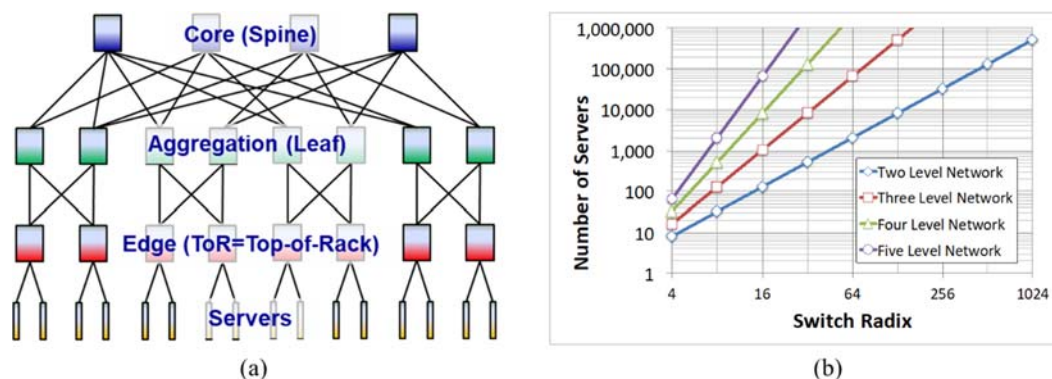 Core (Spine)
Aggregation (Leaf)
Edge (ToR=Top-of-Rack)
Servers
(a)
Number of Servers
1,000,000
100,000
10,000
1,000
100
10
1
4
16
64
256
1024
Switch Radix
Two Level Network
Three Level Network
Four Level Network
Five Level Network
(b)